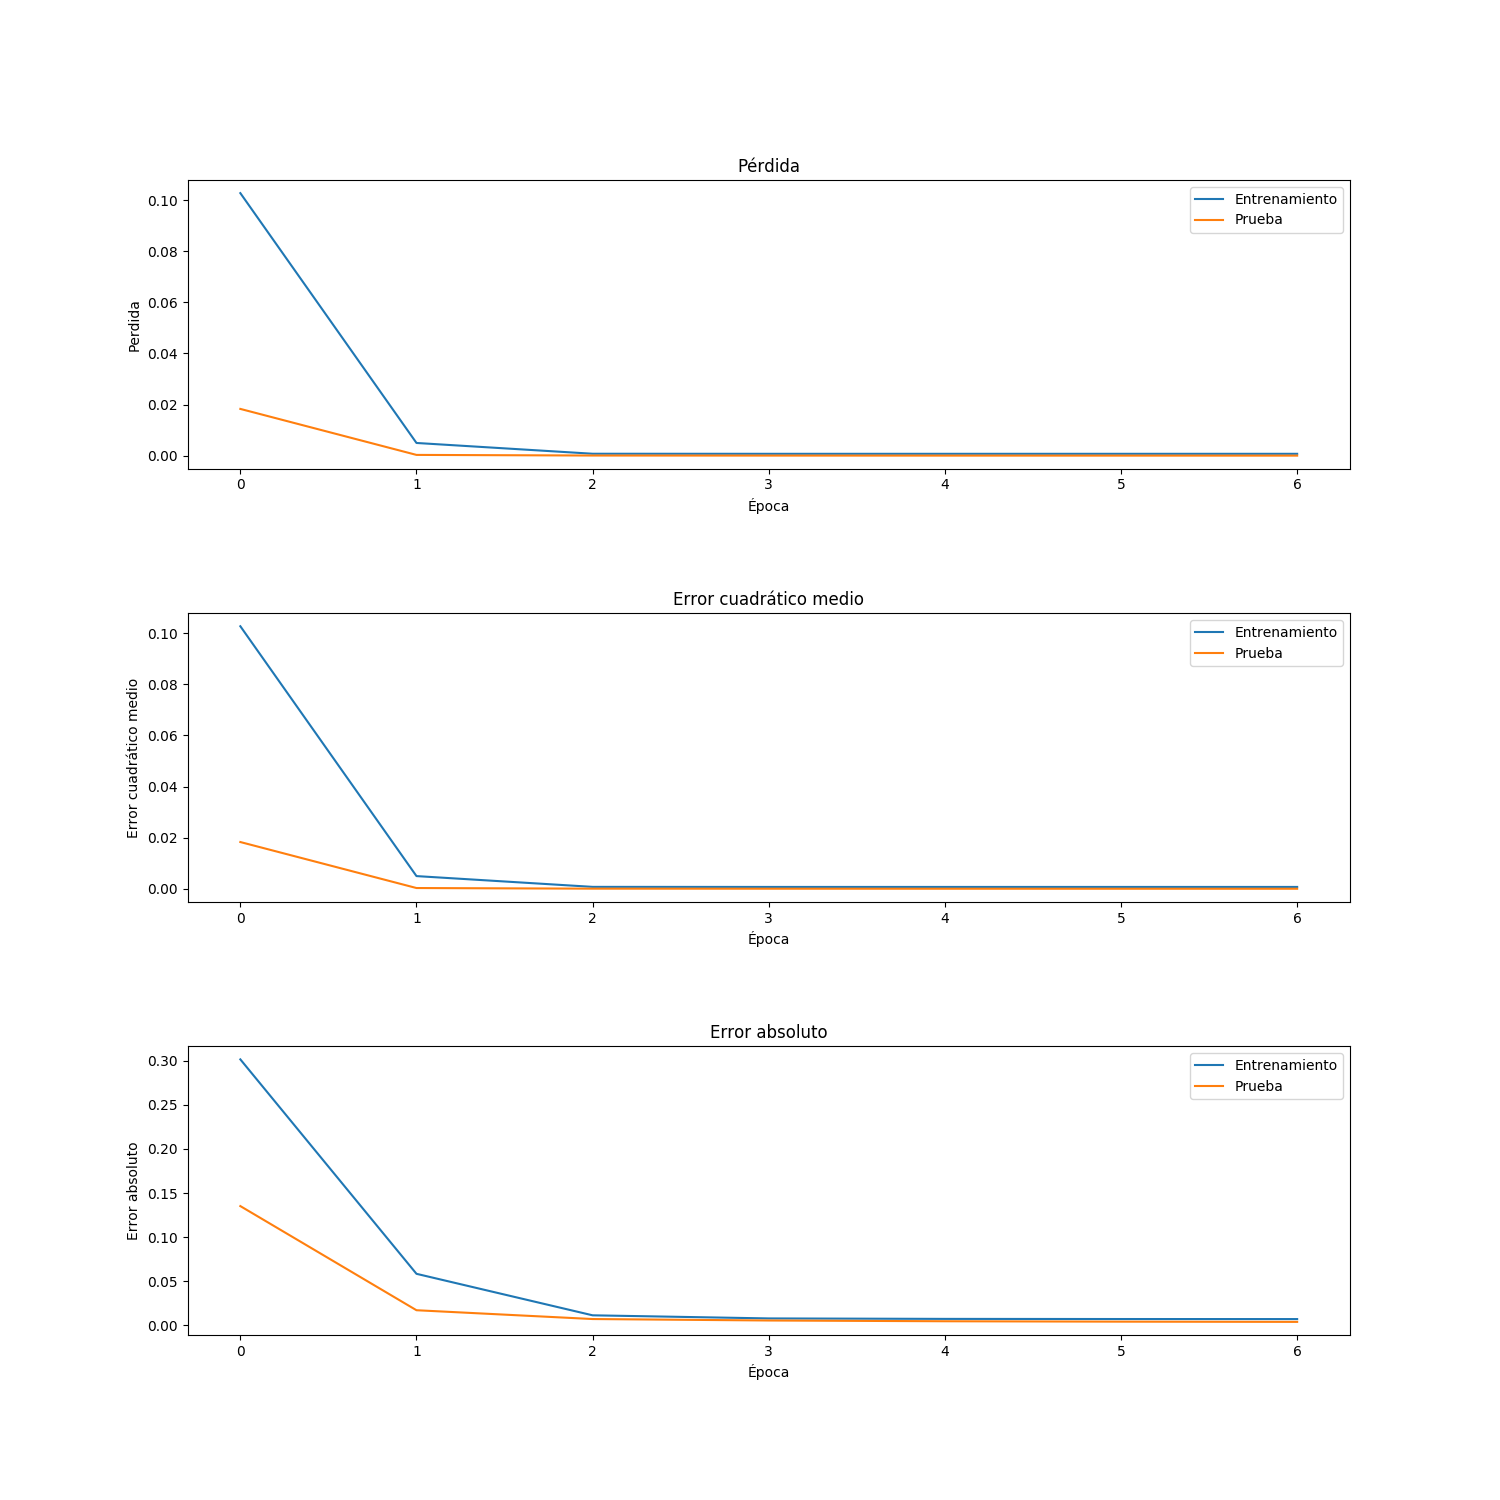 Pérdida
Perdida
0.10
0.08
0.06
0.04
0.02
0.00
Entrenamiento
Prueba
0 1 2 3 4 5 6
Época
Error cuadrático medio
Error cuadrático medio
0.10
0.08
0.06
0.04
0.02
0.00
Entrenamiento
Prueba
0 1 2 3 4 5 6
Época
Error absoluto
Error absoluto
0.30
0.25
0.20
0.15
0.10
0.05
0.00
Entrenamiento
Prueba
0 1 2 3 4 5 6
Época